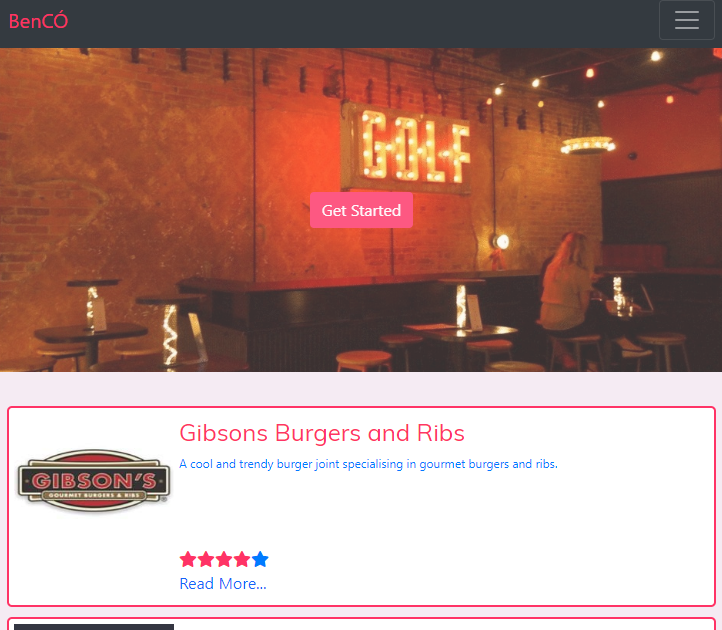 BenCÓ
GOLF
Get Started
Gibsons Burgers and Ribs
A cool and trendy burger joint specialising in gourmet burgers and ribs.
GIBSON'S
GOURMET BURGERS & RIBS
Read More...